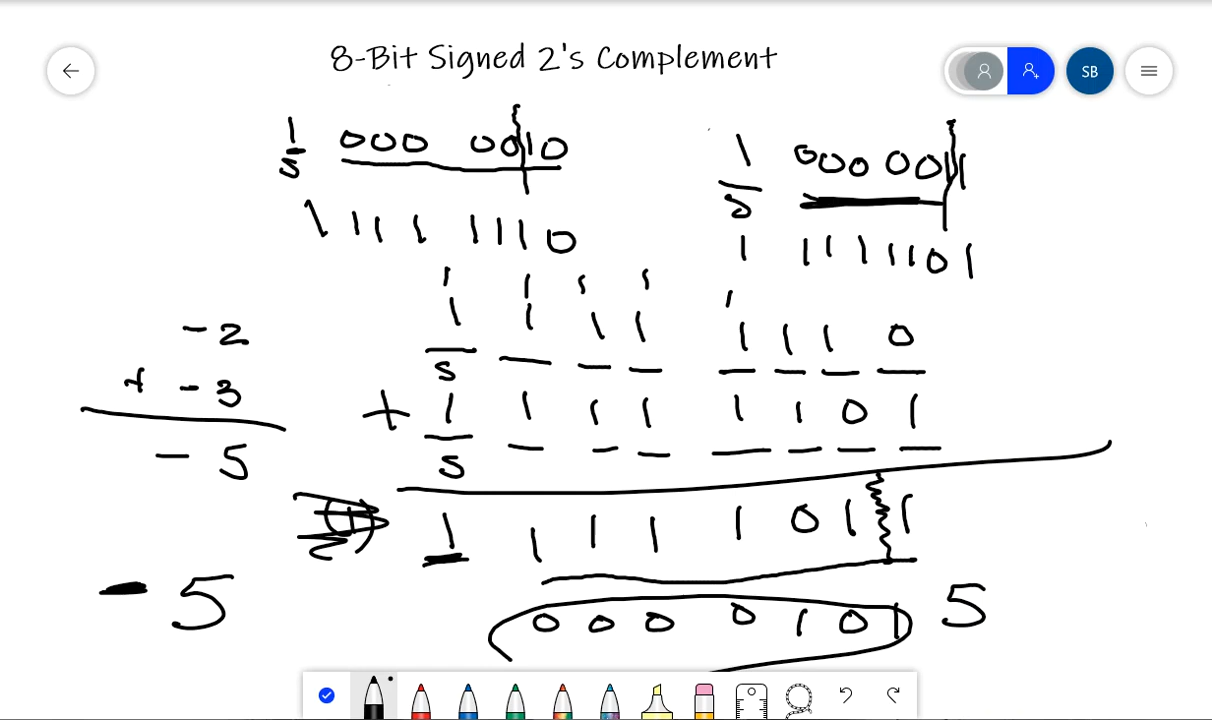 8-Bit Signed 2's Complement
SB
1 000 0010
S
1 000 0011
S
1111 1110
1 1111101
1 1 1 1 1
1 1 1 1 1 1 1 0
S
-2
+ -3
-5
+ 1 1 1 1 1 1 0 1
S
1 1 1 1 1 0 1 1
-5
0 0 0 0 1 0 1 5